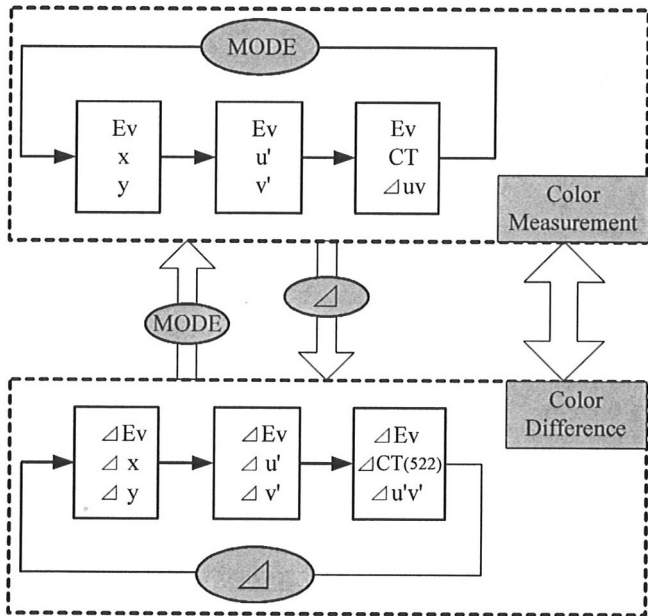 MODE
Ev
x
y
Ev
u'
v'
Ev
CT
⊿uv
Color
Measurement
MODE
⊿
Color
Difference
⊿Ev
⊿ x
⊿ y
⊿Ev
⊿ u'
⊿ v'
⊿Ev
⊿CT(522)
⊿u'v'
⊿